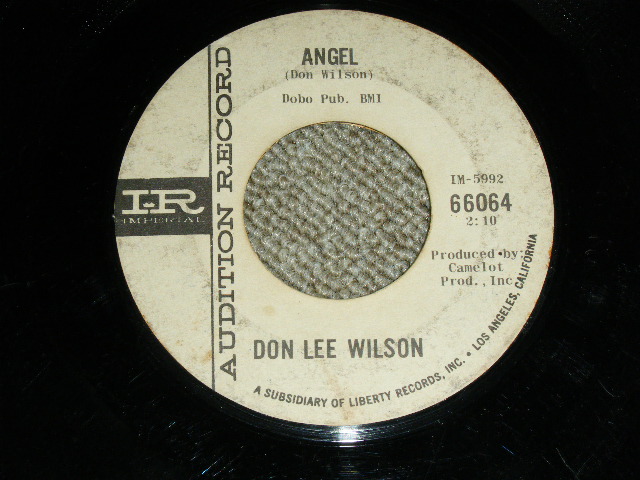 ANGEL
(Don Wilson)
Dobo Pub. BMI
IR
IMPERIAL
AUDITION RECORD
IM-5992
66064
2:10
Produced by:
Camelot
Prod., Inc
DON LEE WILSON
A SUBSIDIARY OF LIBERTY RECORDS, INC. • LOS ANGELES, CALIFORNIA